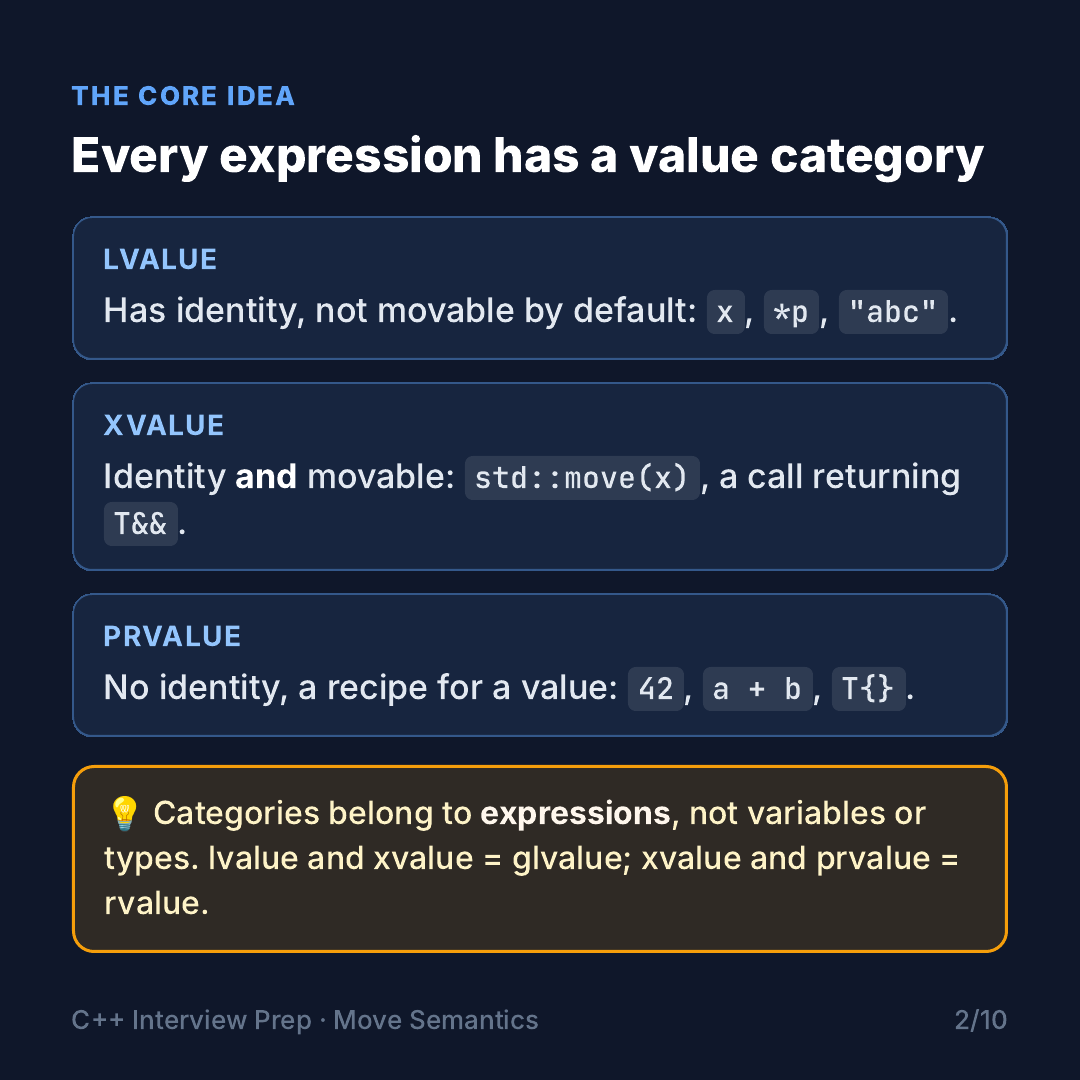 THE CORE IDEA
Every expression has a value category
LVALUE
Has identity, not movable by default: x, *p, "abc".
XVALUE
Identity and movable: std::move(x), a call returning
T&&.
PRVALUE
No identity, a recipe for a value: 42, a + b, T{}.
💡 Categories belong to expressions, not variables or
types. lvalue and xvalue = glvalue; xvalue and prvalue =
rvalue.
C++ Interview Prep · Move Semantics
2/10